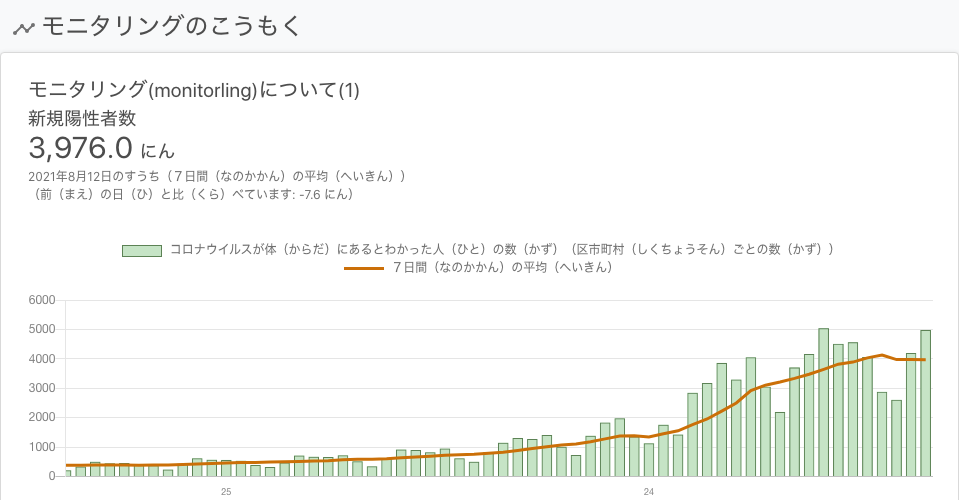 モニタリングのこうもく
モニタリング(monitorling)について(1)
新規陽性者数
3,976.0 にん
2021年8月12日のすうち（７日間（なのかかん）の平均（へいきん））
（前（まえ）の日（ひ）と比（くら）べています: -7.6 にん）
コロナウイルスが体（からだ）にあるとわかった人（ひと）の数（かず）（区市町村（しくちょうそん）ごとの数（かず））
７日間（なのかかん）の平均（へいきん）
6000
5000
4000
3000
2000
1000
0
25 24